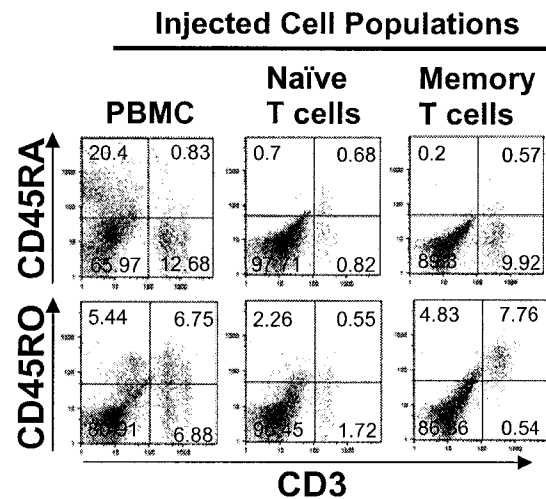 Injected Cell Populations
Naïve
T cells
Memory
T cells
PBMC
CD45RA
20.4 0.83
65.97 12.68
0.7 0.68
97.71 0.82
0.2 0.57
9.92
CD45RO
5.44 6.75
6.88
2.26 0.55
1.72
4.83 7.76
0.54
CD3